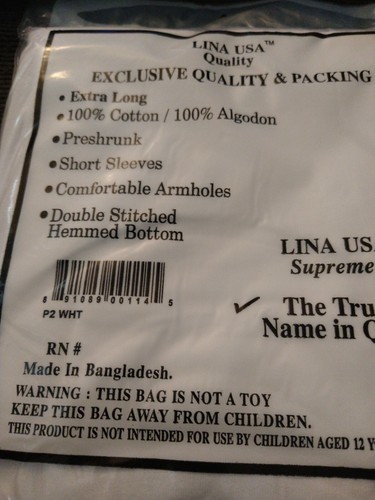 LINA USA™
Quality
EXCLUSIVE QUALITY & PACKING
• Extra Long
• 100% Cotton / 100% Algodon
• Preshrunk
• Short Sleeves
• Comfortable Armholes
• Double Stitched
Hemmed Bottom
LINA US
Supreme
✓ The Tru
Name in Q
8 91089 00114 5
P2 WHT
RN #
Made In Bangladesh.
WARNING : THIS BAG IS NOT A TOY
KEEP THIS BAG AWAY FROM CHILDREN.
THIS PRODUCT IS NOT INTENDED FOR USE BY CHILDREN AGED 12 Y